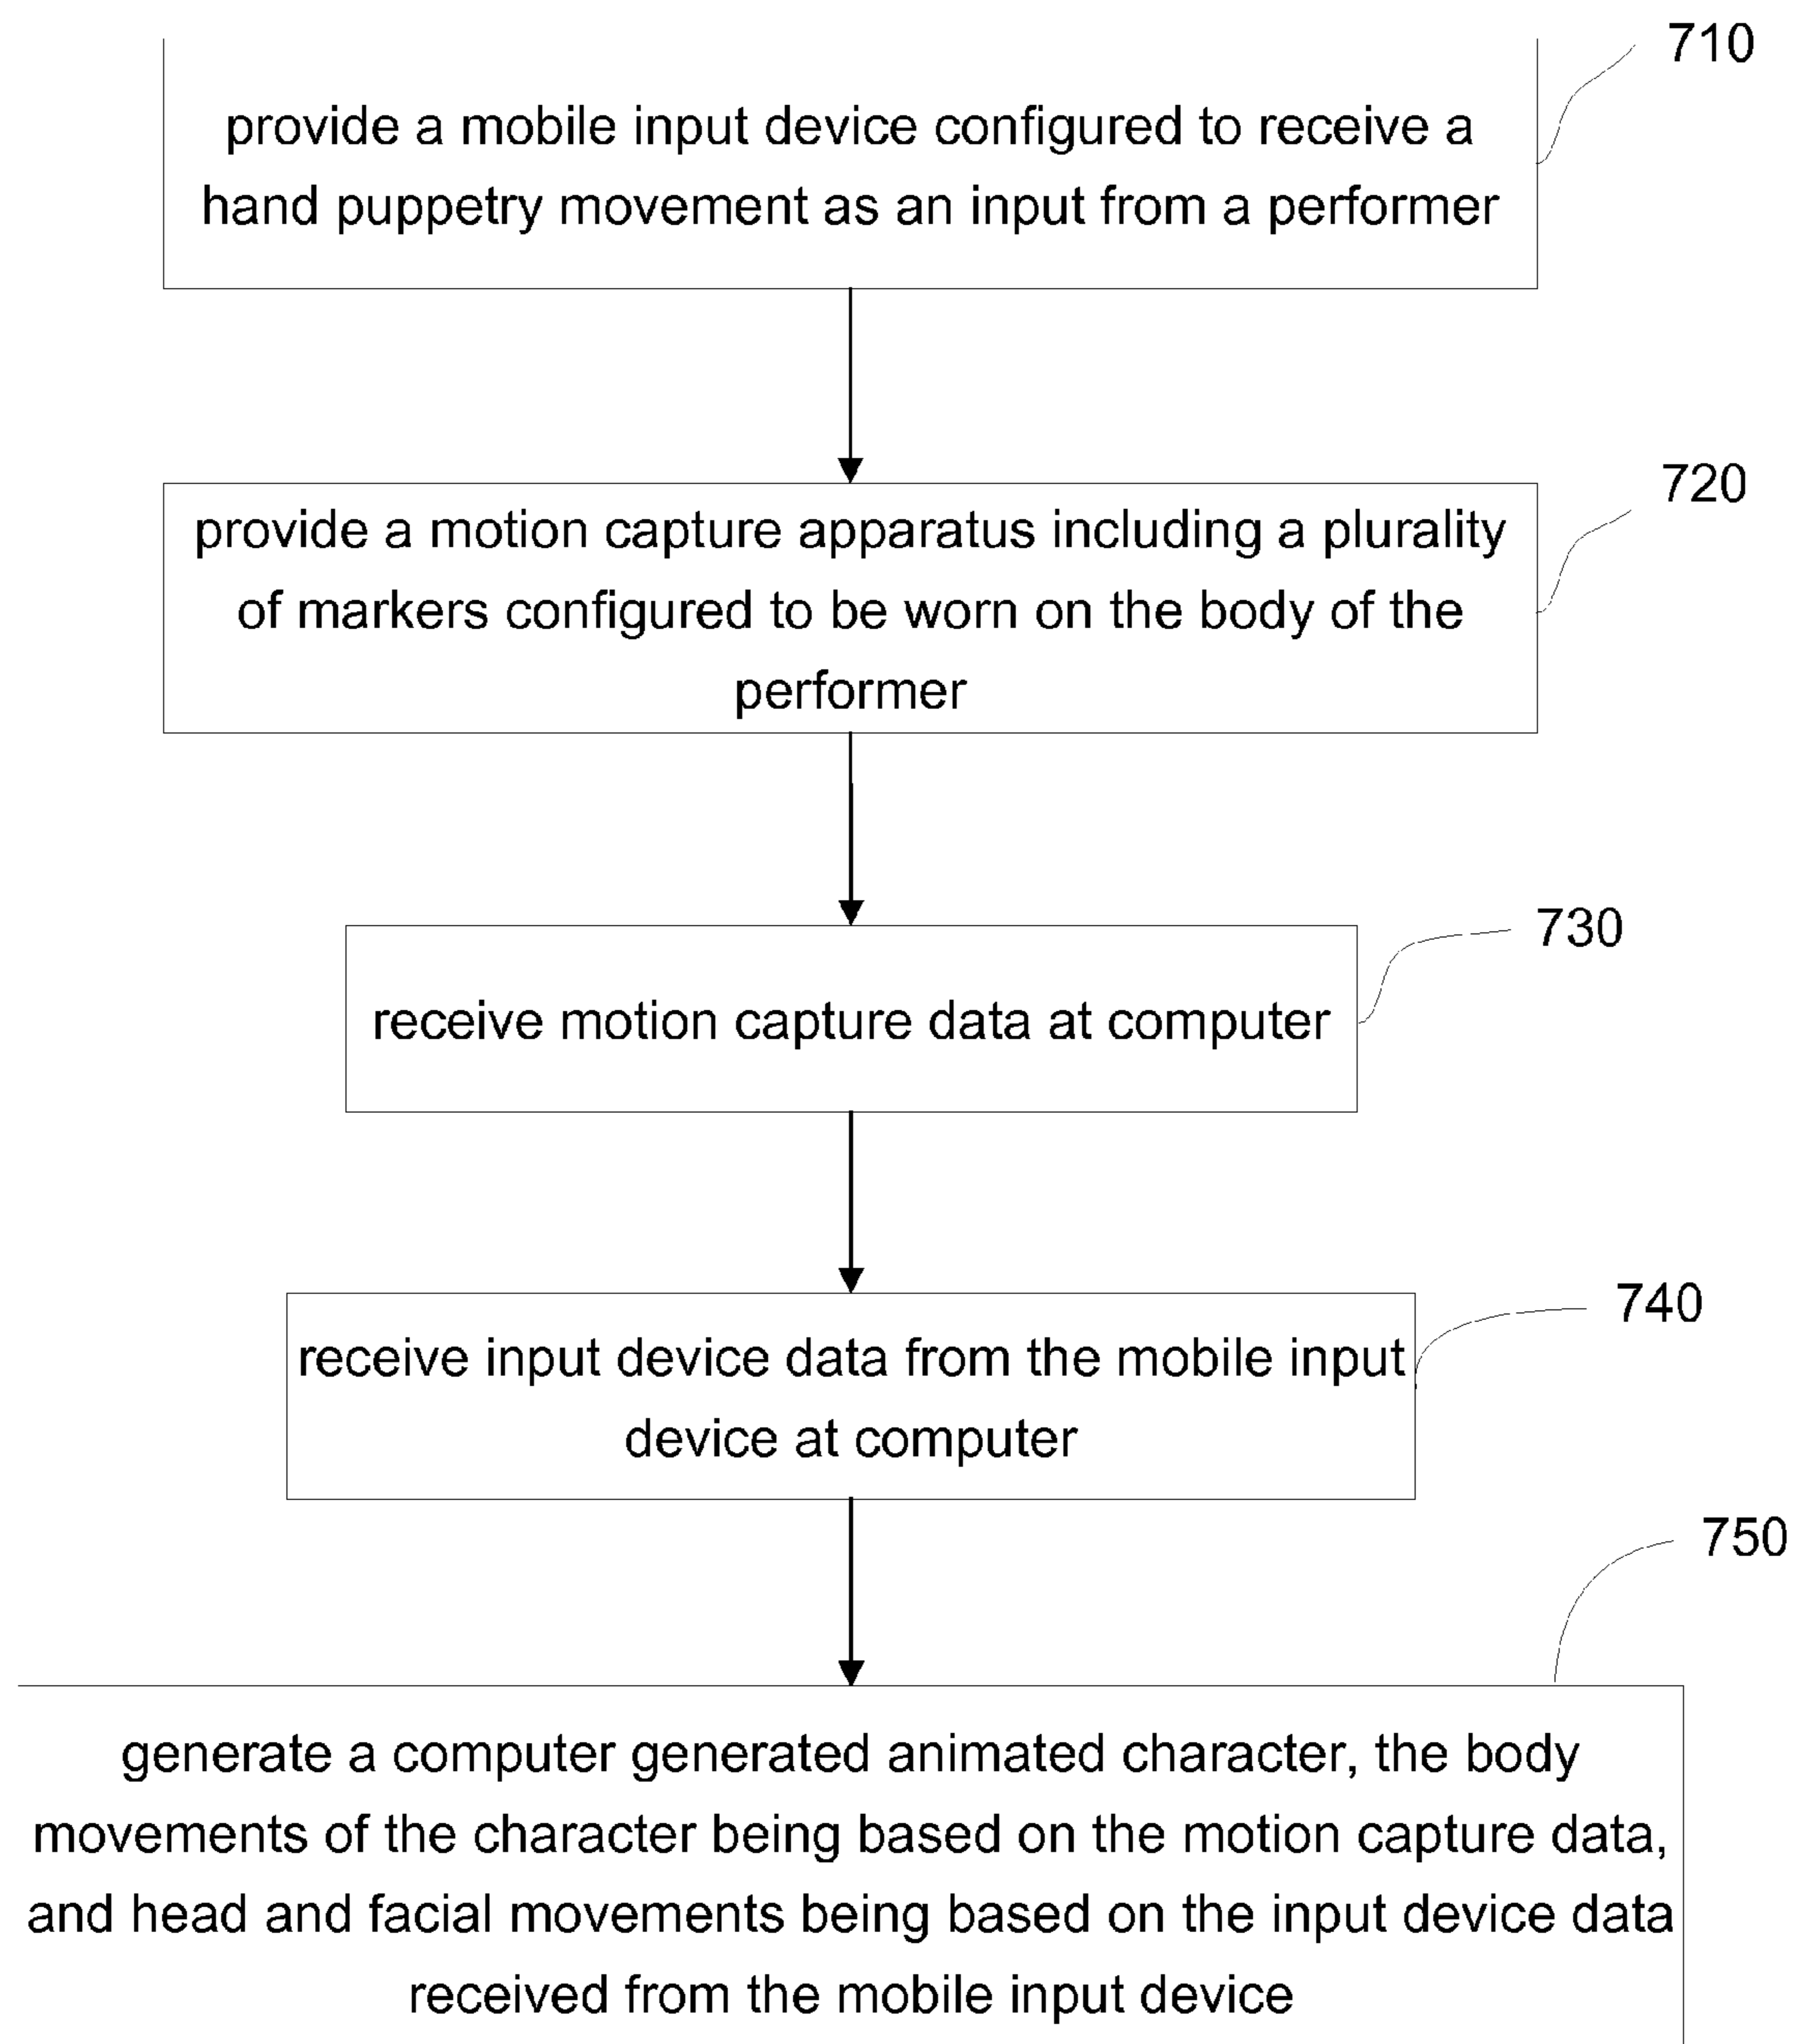 710
provide a mobile input device configured to receive a
hand puppetry movement as an input from a performer
720
provide a motion capture apparatus including a plurality
of markers configured to be worn on the body of the
performer
730
receive motion capture data at computer
740
receive input device data from the mobile input
device at computer
750
generate a computer generated animated character, the body
movements of the character being based on the motion capture data,
and head and facial movements being based on the input device data
received from the mobile input device